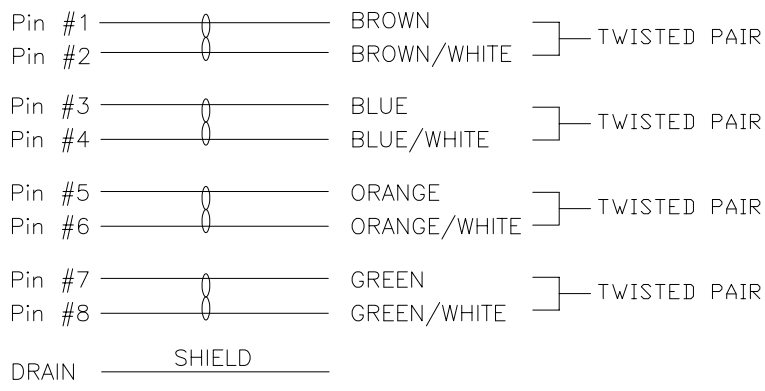 Pin #1 BROWN
TWISTED PAIR
Pin #2 BROWN/WHITE
Pin #3 BLUE
TWISTED PAIR
Pin #4 BLUE/WHITE
Pin #5 ORANGE
TWISTED PAIR
Pin #6 ORANGE/WHITE
Pin #7 GREEN
TWISTED PAIR
Pin #8 GREEN/WHITE
SHIELD
DRAIN